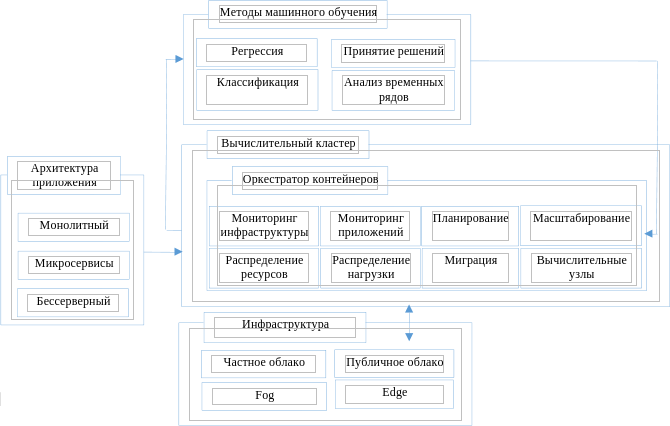 Методы машинного обучения
Регрессия
Принятие решений
Классификация
Анализ временных
рядов
Вычислительный кластер
Архитектура
приложения
Оркестратор контейнеров
Монолитный
Микросервисы
Бессерверный
Мониторинг
инфраструктуры
Мониторинг
приложений
Планирование
Масштабирование
Распределение
ресурсов
Распределение
нагрузки
Миграция
Вычислительные
узлы
Инфраструктура
Частное облако
Публичное облако
Fog
Edge